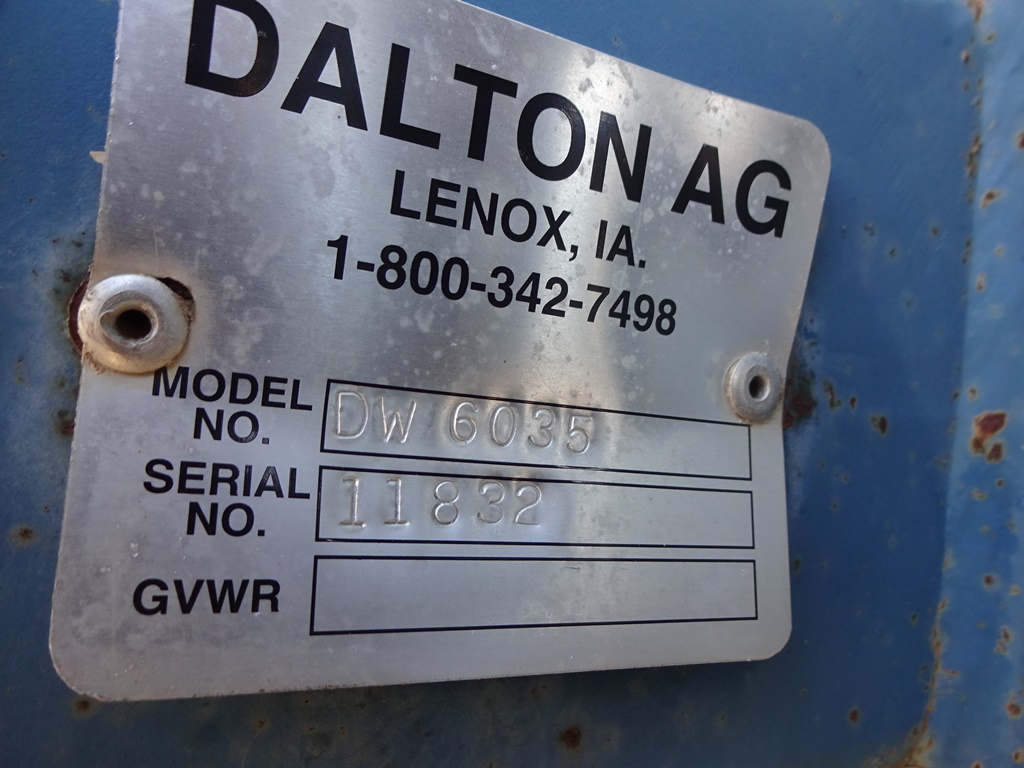 DALTON AG
LENOX, IA.
1-800-342-7498
MODEL NO. DW 6035
SERIAL NO. 11832
GVWR